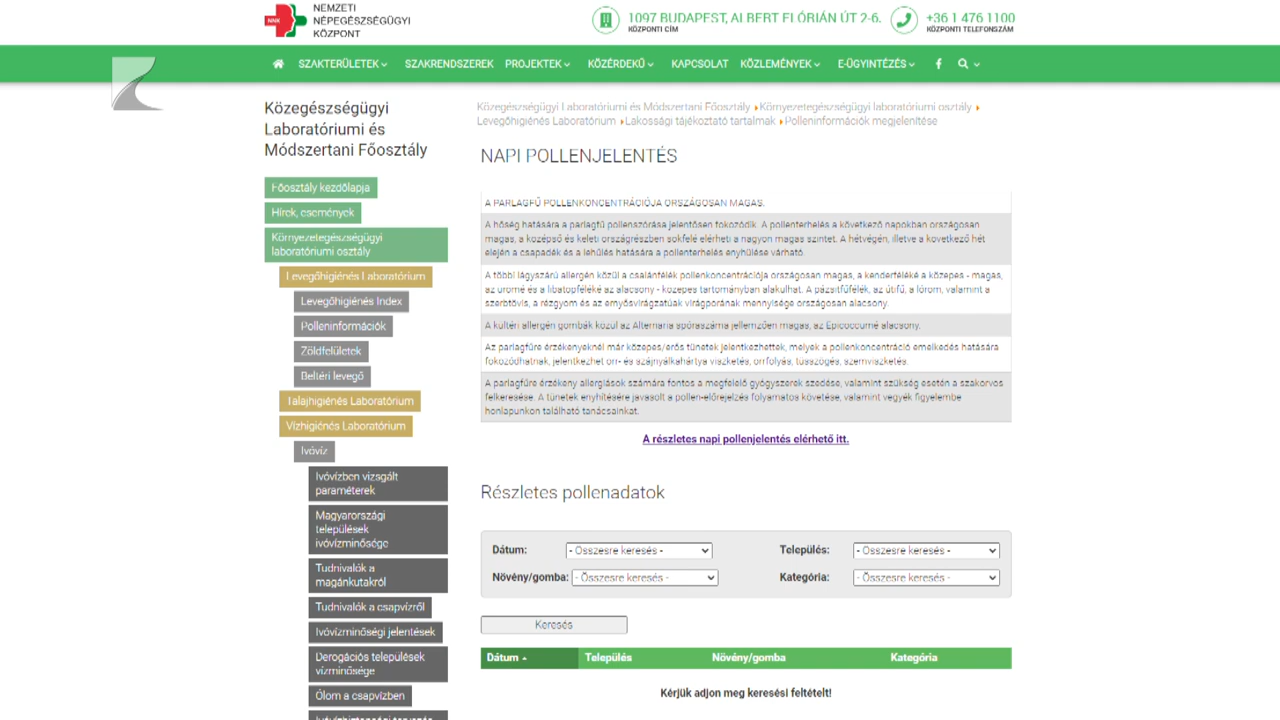 NNK
NEMZETI
NÉPEGÉSZSÉGÜGYI
KÖZPONT
1097 BUDAPEST, ALBERT FLÓRIÁN ÚT 2-6.
KÖZPONTI CÍM
+36 1 476 1100
KÖZPONTI TELEFONSZÁM
SZAKTERÜLETEK SZAKRENDSZEREK PROJEKTEK KÖZÉRDEKŰ KAPCSOLAT KÖZLEMÉNYEK E-ÜGYINTÉZÉS
Közegészségügyi
Laboratóriumi és
Módszertani Főosztály
Főosztály kezdőlapja
Hírek, események
Környezetegészségügyi
laboratóriumi osztály
Levegőhigiénés Laboratórium
Levegőhigiénés Index
Polleninformációk
Zöldfelületek
Beltéri levegő
Talajhigiénés Laboratórium
Vízhigiénés Laboratórium
Ivóvíz
Ivóvízben vizsgált
paraméterek
Magyarországi
települések
ivóvízminősége
Tudnivalók a
magánkutakról
Tudnivalók a csapvízről
Ivóvízminőségi jelentések
Derogációs települések
vízminősége
Ólom a csapvízben
Közegészségügyi Laboratóriumi és Módszertani Főosztály Környezetegészségügyi laboratóriumi osztály
Levegőhigiénés Laboratórium Lakossági tájékoztató tartalmak Polleninformációk megjelenítése
NAPI POLLENJELENTÉS
A PARLAGFŰ POLLENKONCENTRÁCIÓJA ORSZÁGOSAN MAGAS.
A hőség hatására a parlagfű pollenszórása jelentősen fokozódik. A pollenterhelés a következő napokban országosan
magas, a középső és keleti országrészben sokfelé elérheti a nagyon magas szintet. A hétvégén, illetve a következő hét
elején a csapadék és a lehűlés hatására a pollenterhelés enyhülése várható.
A többi lágyszárú allergén közül a csalánfélék pollenkoncentrációja országosan magas, a kenderféléké a közepes - magas,
az ürömé és a libatopféléké az alacsony - közepes tartományban alakulhat. A pázsitfűfélék, az útifű, a lórom, valamint a
szerbtövis, a rézgyom és az ernyősvirágzatúak virágporának mennyisége országosan alacsony.
A kültéri allergén gombák közül az Alternaria spóraszáma jellemzően magas, az Epicoccumé alacsony.
Az parlagfűre érzékenyeknél már közepes/erős tünetek jelentkezhettek, melyek a pollenkoncentráció emelkedés hatására
fokozódhatnak, jelentkezhet orr- és szájnyálkahártya viszketés, orrfolyás, tüsszögés, szemviszketés.
A parlagfűre érzékeny allergiások számára fontos a megfelelő gyógyszerek szedése, valamint szükség esetén a szakorvos
felkeresése. A tünetek enyhítésére javasolt a pollen-előrejelzés folyamatos követése, valamint vegyék figyelembe
honlapunkon található tanácsainkat.
A részletes napi pollenjelentés elérhető itt.
Részletes pollenadatok
Dátum: - Összesre keresés - Település: - Összesre keresés -
Növény/gomba: - Összesre keresés - Kategória: - Összesre keresés -
Keresés
Dátum Település Növény/gomba Kategória
Kérjük adjon meg keresési feltételt!